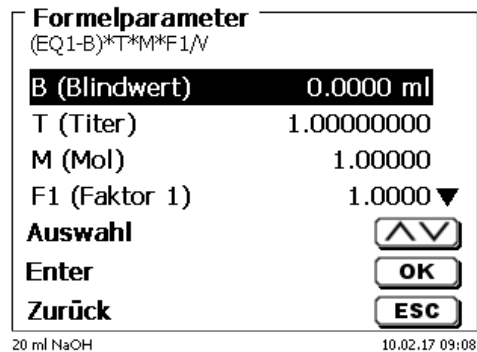 Formelparameter
(EQ1-B)*T*M*F1/V
B (Blindwert) 0.0000 ml
T (Titer) 1.00000000
M (Mol) 1.00000
F1 (Faktor 1) 1.0000 ▼
Auswahl
Enter OK
Zurück ESC
20 ml NaOH 10.02.17 09:08